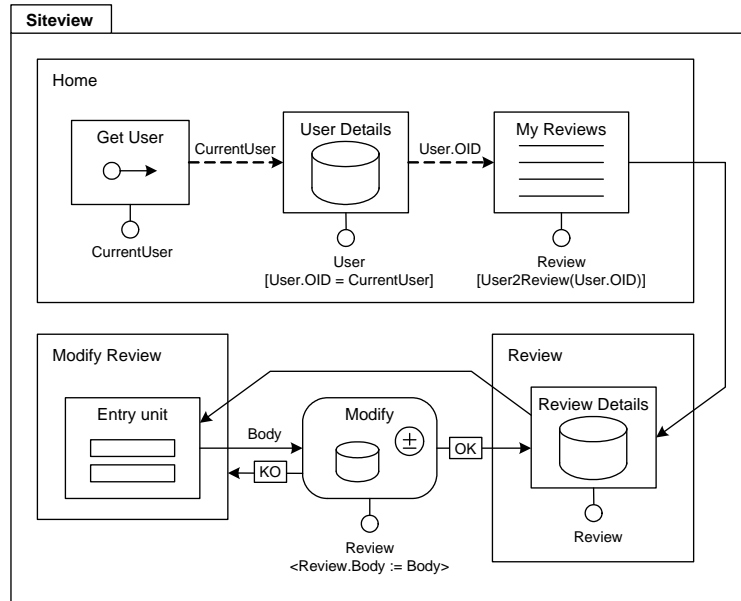 Siteview
Home
Get User
CurrentUser
User Details
User.OID
My Reviews
CurrentUser
User
[User.OID = CurrentUser]
Review
[User2Review(User.OID)]
Modify Review
Entry unit
Body
KO
Modify
±
OK
Review
<Review.Body := Body>
Review
Review Details
Review